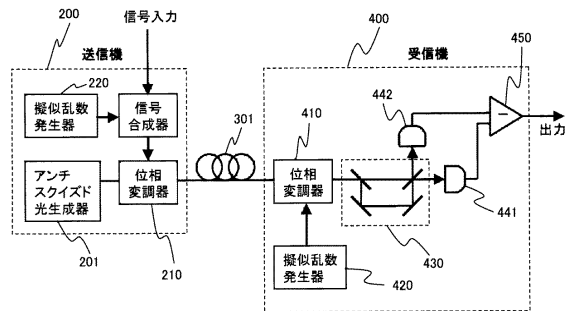 200
送信機
信号入力
220
擬似乱数
発生器
信号
合成器
アンチ
スクイズド
光生成器
201
位相
変調器
210
301
400
受信機
410
位相
変調器
擬似乱数
発生器
420
430
442
441
450
−
出力